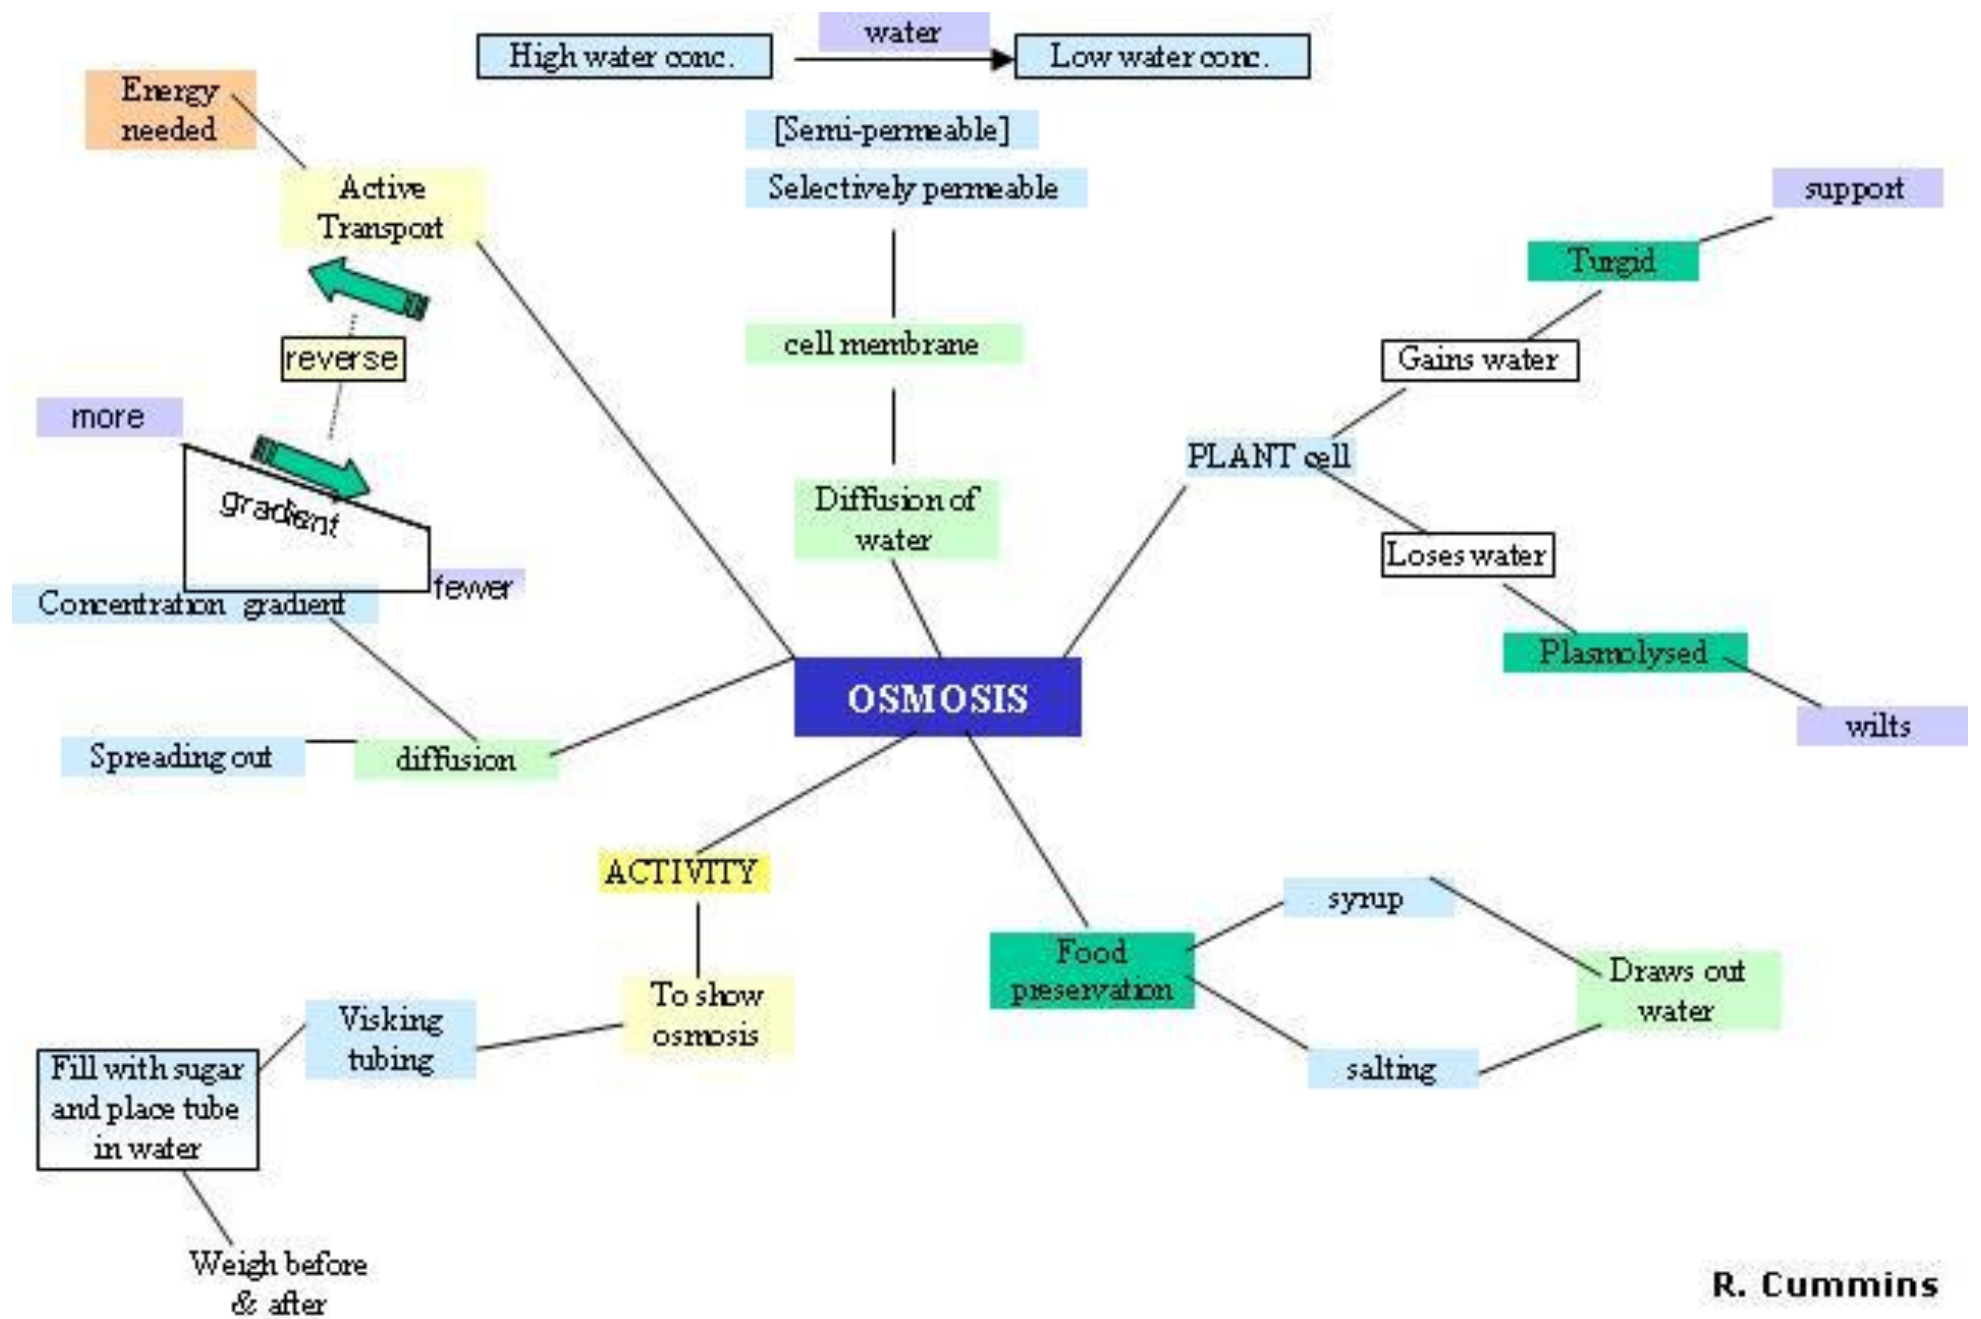 water
High water conc.
Low water conc.
Energy
needed
[Semi-permeable]
Selectively permeable
Active
Transport
support
Turgid
cell membrane
reverse
Gains water
more
PLANT cell
gradient
Diffusion of
water
Loses water
fewer
Concentration gradient
Plasmolysed
OSMOSIS
wilts
Spreading out
diffusion
ACTIVITY
syrup
Food
preservation
Draws out
water
To show
osmosis
Visking
tubing
salting
Fill with sugar
and place tube
in water
Weigh before
& after
R. Cummins